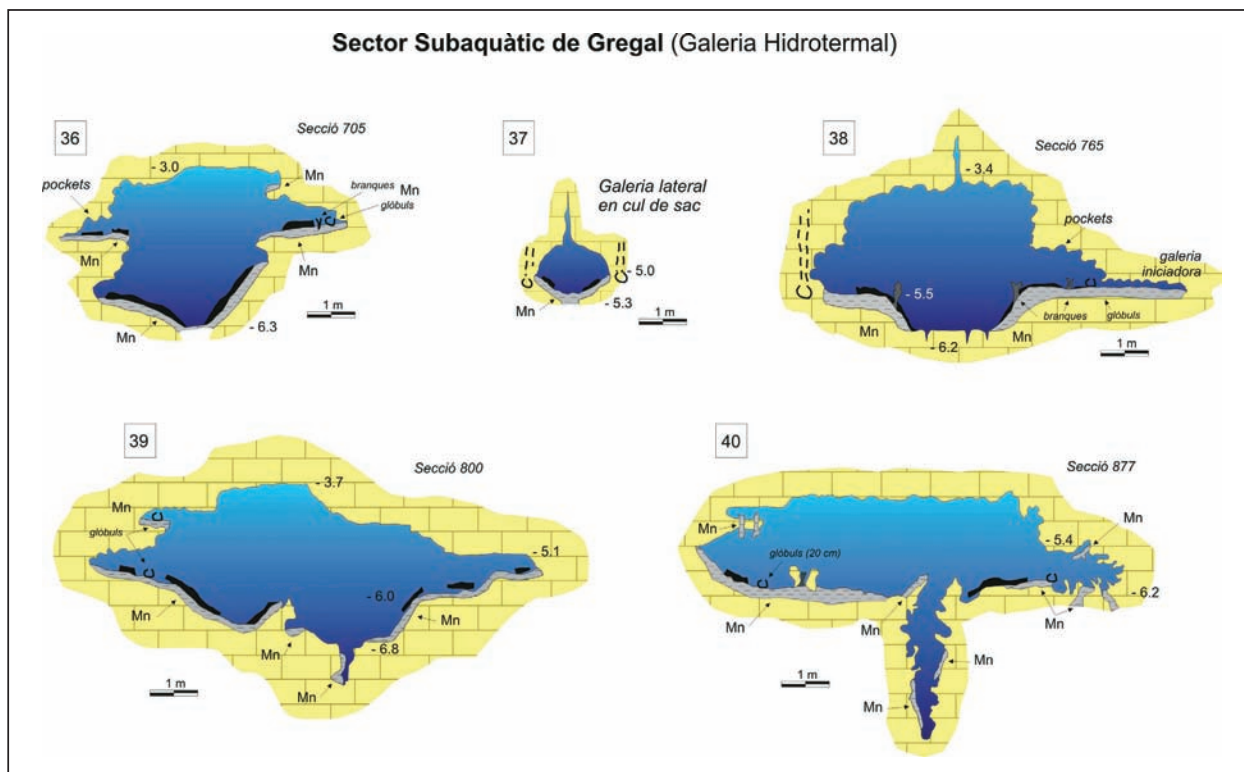 Sector Subaquàtic de Gregal (Galeria Hidrotermal)
36
Secció 705
- 3.0
Mn
pockets
branques
Mn
glòbuls
Mn
Mn
Mn
- 6.3
1 m
37
Galeria lateral
en cul de sac
- 5.0
- 5.3
Mn
1 m
38
Secció 765
- 3.4
pockets
galeria
iniciadora
- 5.5
branques
glòbuls
Mn
Mn
- 6.2
1 m
39
Secció 800
- 3.7
Mn
glòbuls
- 5.1
- 6.0
Mn
Mn
Mn
- 6.8
Mn
1 m
40
Secció 877
Mn
Mn
- 5.4
glòbuls (20 cm)
- 6.2
Mn
Mn
Mn
Mn
Mn
1 m